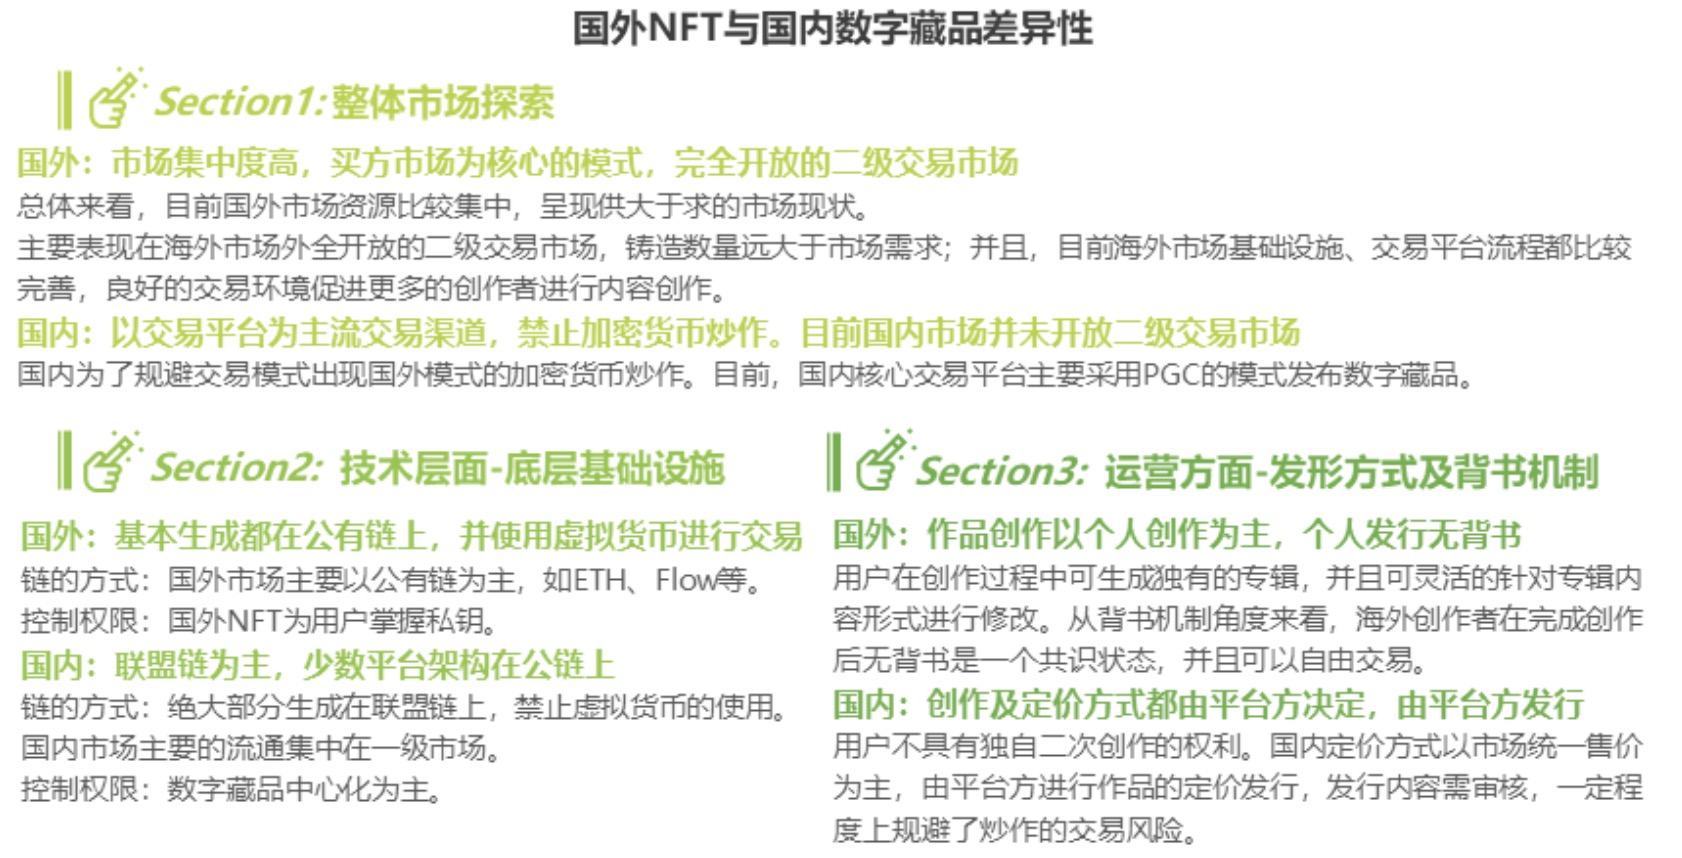 国外NFT与国内数字藏品差异性
Section1:整体市场探索
国外：市场集中度高，买方市场为核心的模式，完全开放的二级交易市场
总体来看，目前国外市场资源比较集中，呈现供大于求的市场现状。
主要表现在海外市场外全开放的二级交易市场，铸造数量远大于市场需求；并且，目前海外市场基础设施、交易平台流程都比较
完善，良好的交易环境促进更多的创作者进行内容创作。
国内：以交易平台为主流交易渠道，禁止加密货币炒作。目前国内市场并未开放二级交易市场
国内为了规避交易模式出现国外模式的加密货币炒作。目前，国内核心交易平台主要采用PGC的模式发布数字藏品。
Section2: 技术层面-底层基础设施
国外：基本生成都在公有链上，并使用虚拟货币进行交易
链的方式：国外市场主要以公有链为主，如ETH、Flow等。
控制权限：国外NFT为用户掌握私钥。
国内：联盟链为主，少数平台架构在公链上
链的方式：绝大部分生成在联盟链上，禁止虚拟货币的使用。
国内市场主要的流通集中在一级市场。
控制权限：数字藏品中心化为主。
Section3: 运营方面-发形方式及背书机制
国外：作品创作以个人创作为主，个人发行无背书
用户在创作过程中可生成独有的专辑，并且可灵活的针对专辑内
容形式进行修改。从背书机制角度来看，海外创作者在完成创作
后无背书是一个共识状态，并且可以自由交易。
国内：创作及定价方式都由平台方决定，由平台方发行
用户不具有独自二次创作的权利。国内定价方式以市场统一售价
为主，由平台方进行作品的定价发行，发行内容需审核，一定程
度上规避了炒作的交易风险。